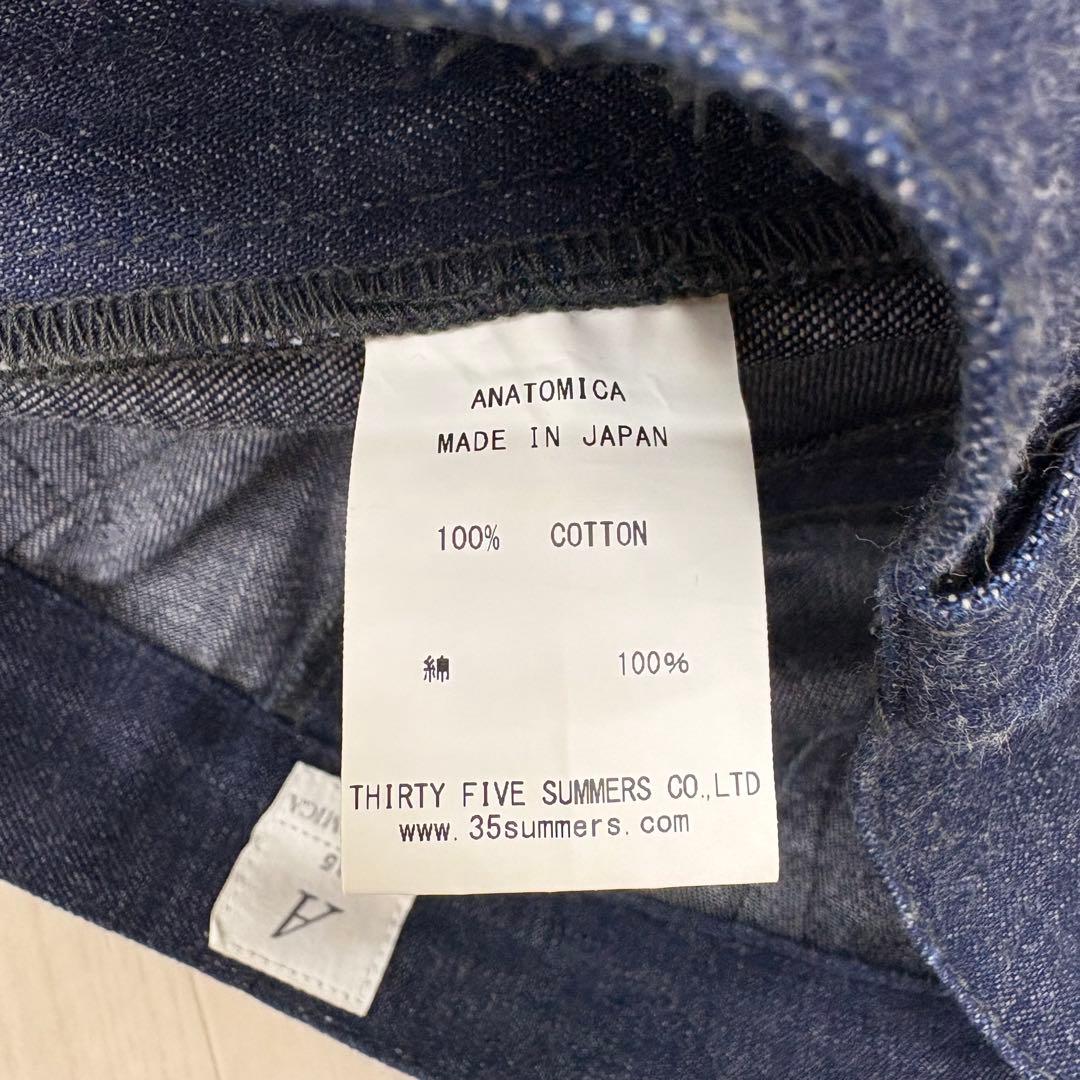 ANATOMICA
MADE IN JAPAN
100% COTTON
綿 100%
THIRTY FIVE SUMMERS CO.,LTD
www.35summers.com
A